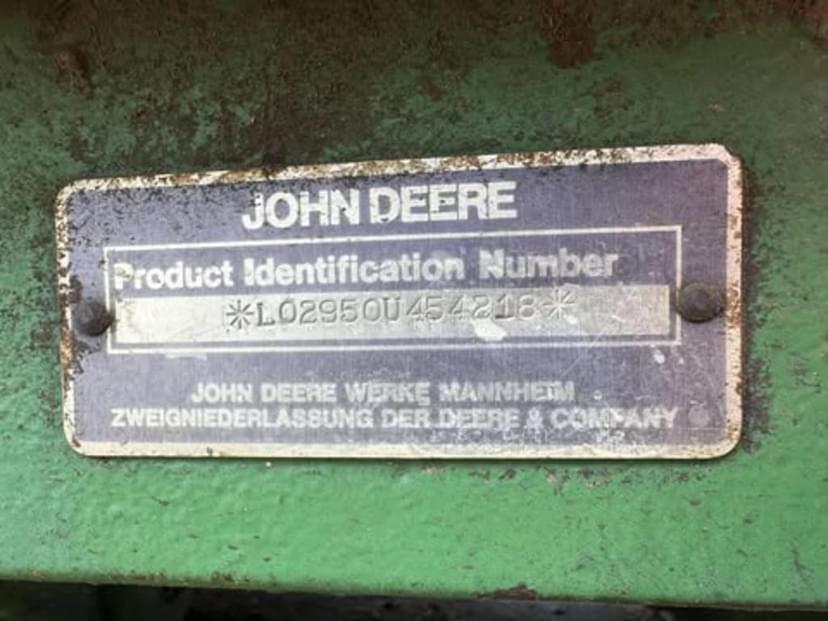 JOHN DEERE
Product Identification Number
*L02950U454218*
JOHN DEERE WERKE MANNHEIM
ZWEIGNIEDERLASSUNG DER DEERE & COMPANY